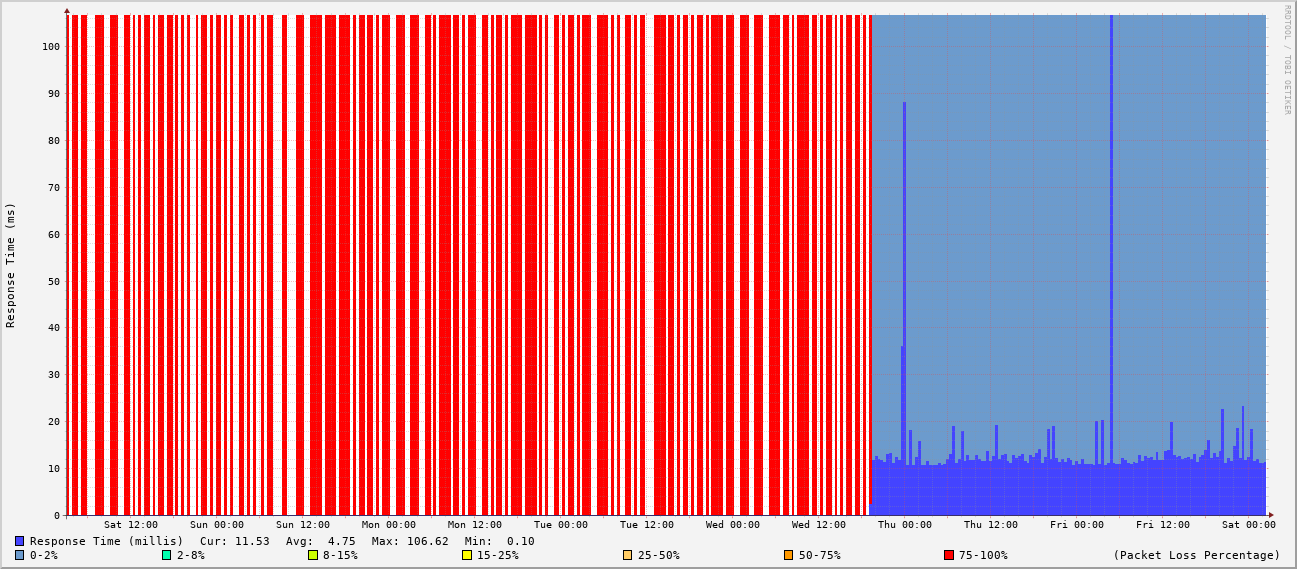 RRDTOOL / TOBI OETIKER
Response Time (ms)
100
90
80
70
60
50
40
30
20
10
0
Sat 12:00 Sun 00:00 Sun 12:00 Mon 00:00 Mon 12:00 Tue 00:00 Tue 12:00 Wed 00:00 Wed 12:00 Thu 00:00 Thu 12:00 Fri 00:00 Fri 12:00 Sat 00:00
Response Time (millis) Cur: 11.53 Avg: 4.75 Max: 106.62 Min: 0.10
0-2% 2-8% 8-15% 15-25% 25-50% 50-75% 75-100% (Packet Loss Percentage)